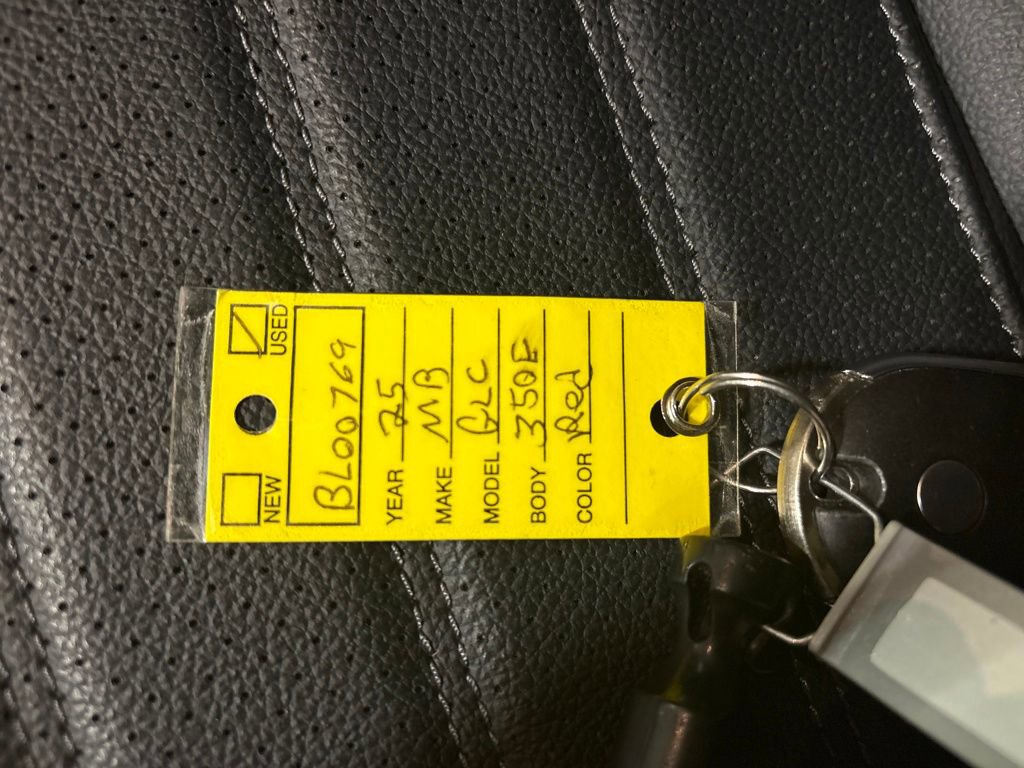 NEW USED
BL00769
YEAR 25
MAKE MB
MODEL GLC
BODY 350E
COLOR Red